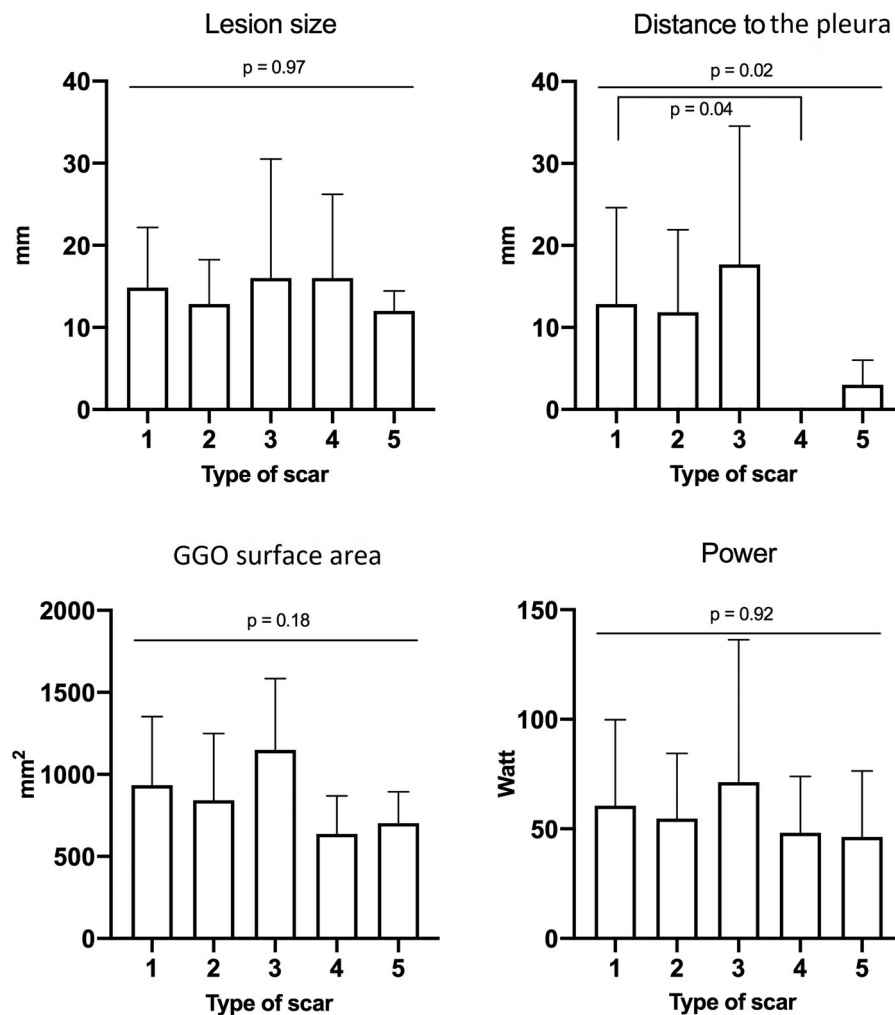 Lesion size
p = 0.97
40
30
20
10
0
mm
1 2 3 4 5
Type of scar
Distance to the pleura
p = 0.02
p = 0.04
40
30
20
10
0
mm
1 2 3 4 5
Type of scar
GGO surface area
p = 0.18
2000
1500
1000
500
0
mm²
1 2 3 4 5
Type of scar
Power
p = 0.92
150
100
50
0
Watt
1 2 3 4 5
Type of scar